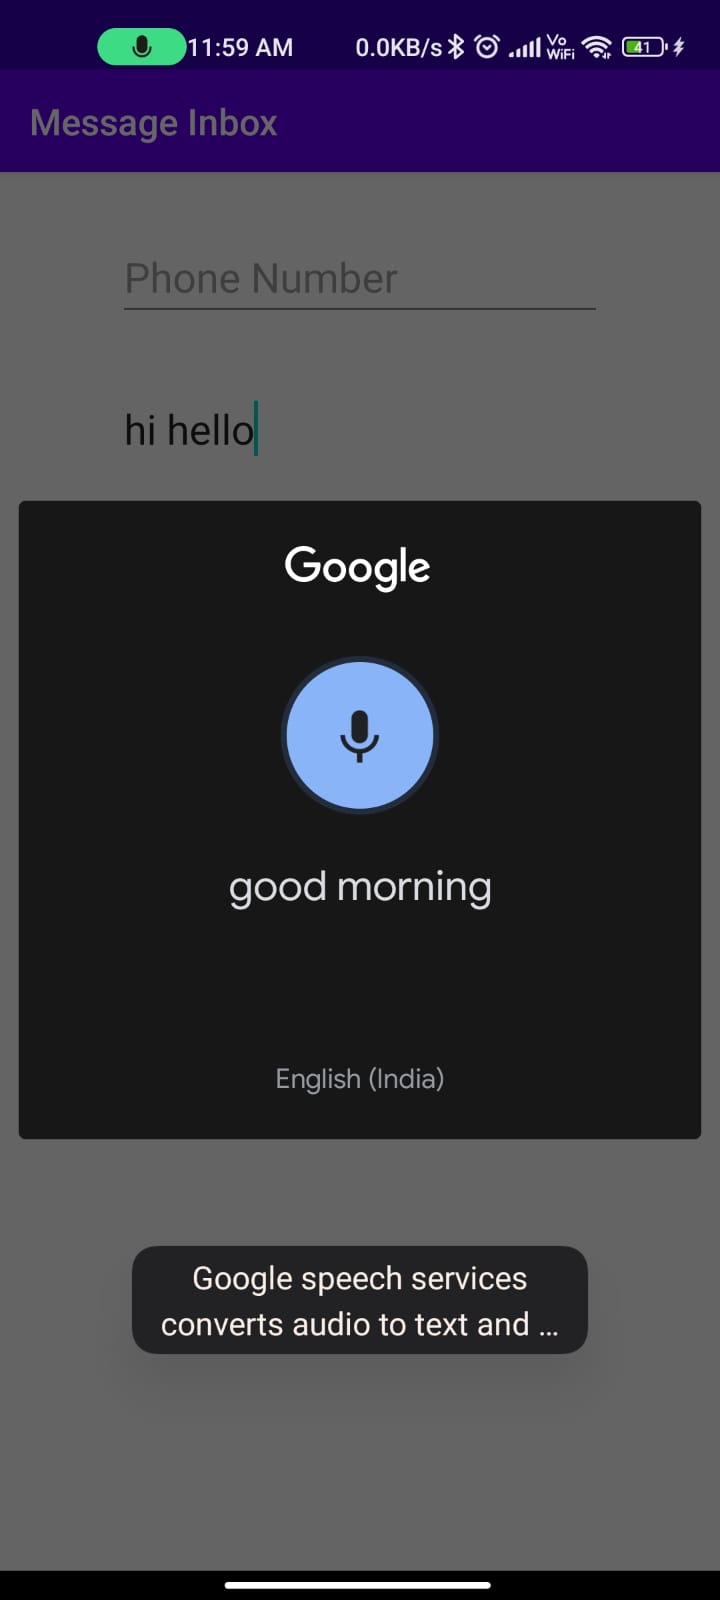 11:59 AM 0.0KB/s Vo WiFi 41
Message Inbox
Phone Number
hi hello
Google
good morning
English (India)
Google speech services
converts audio to text and ...